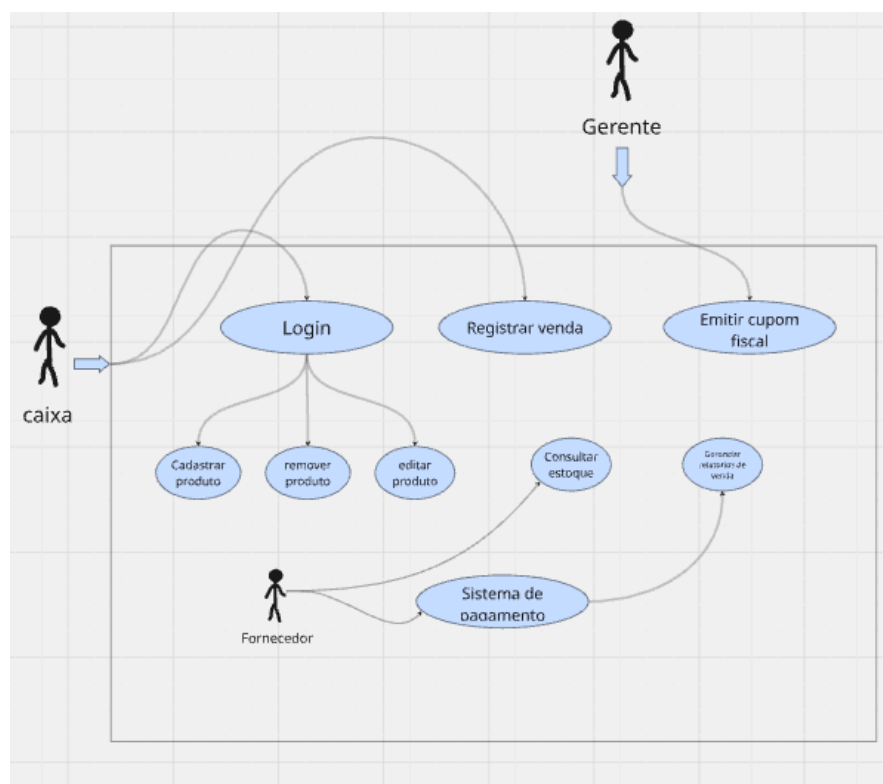 Gerente
Login
Registrar venda
Emitir cupom
fiscal
caixa
Cadastrar
produto
remover
produto
editar
produto
Consultar
estoque
relatorios de
venda
Fornecedor
Sistema de
pagamento